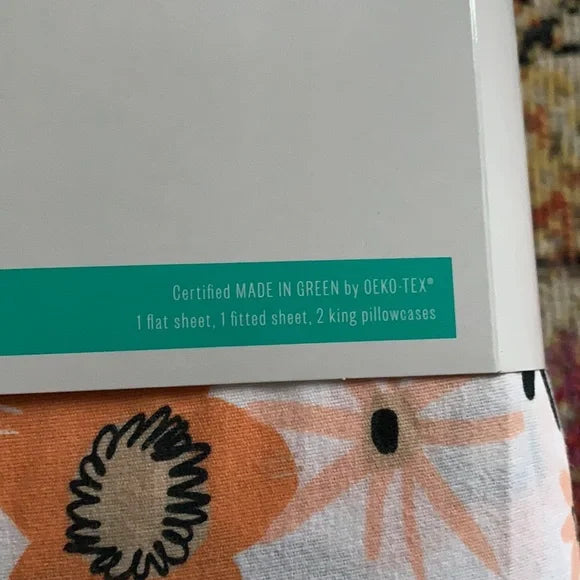 Certified MADE IN GREEN by OEKO-TEX®
1 flat sheet, 1 fitted sheet, 2 king pillowcases